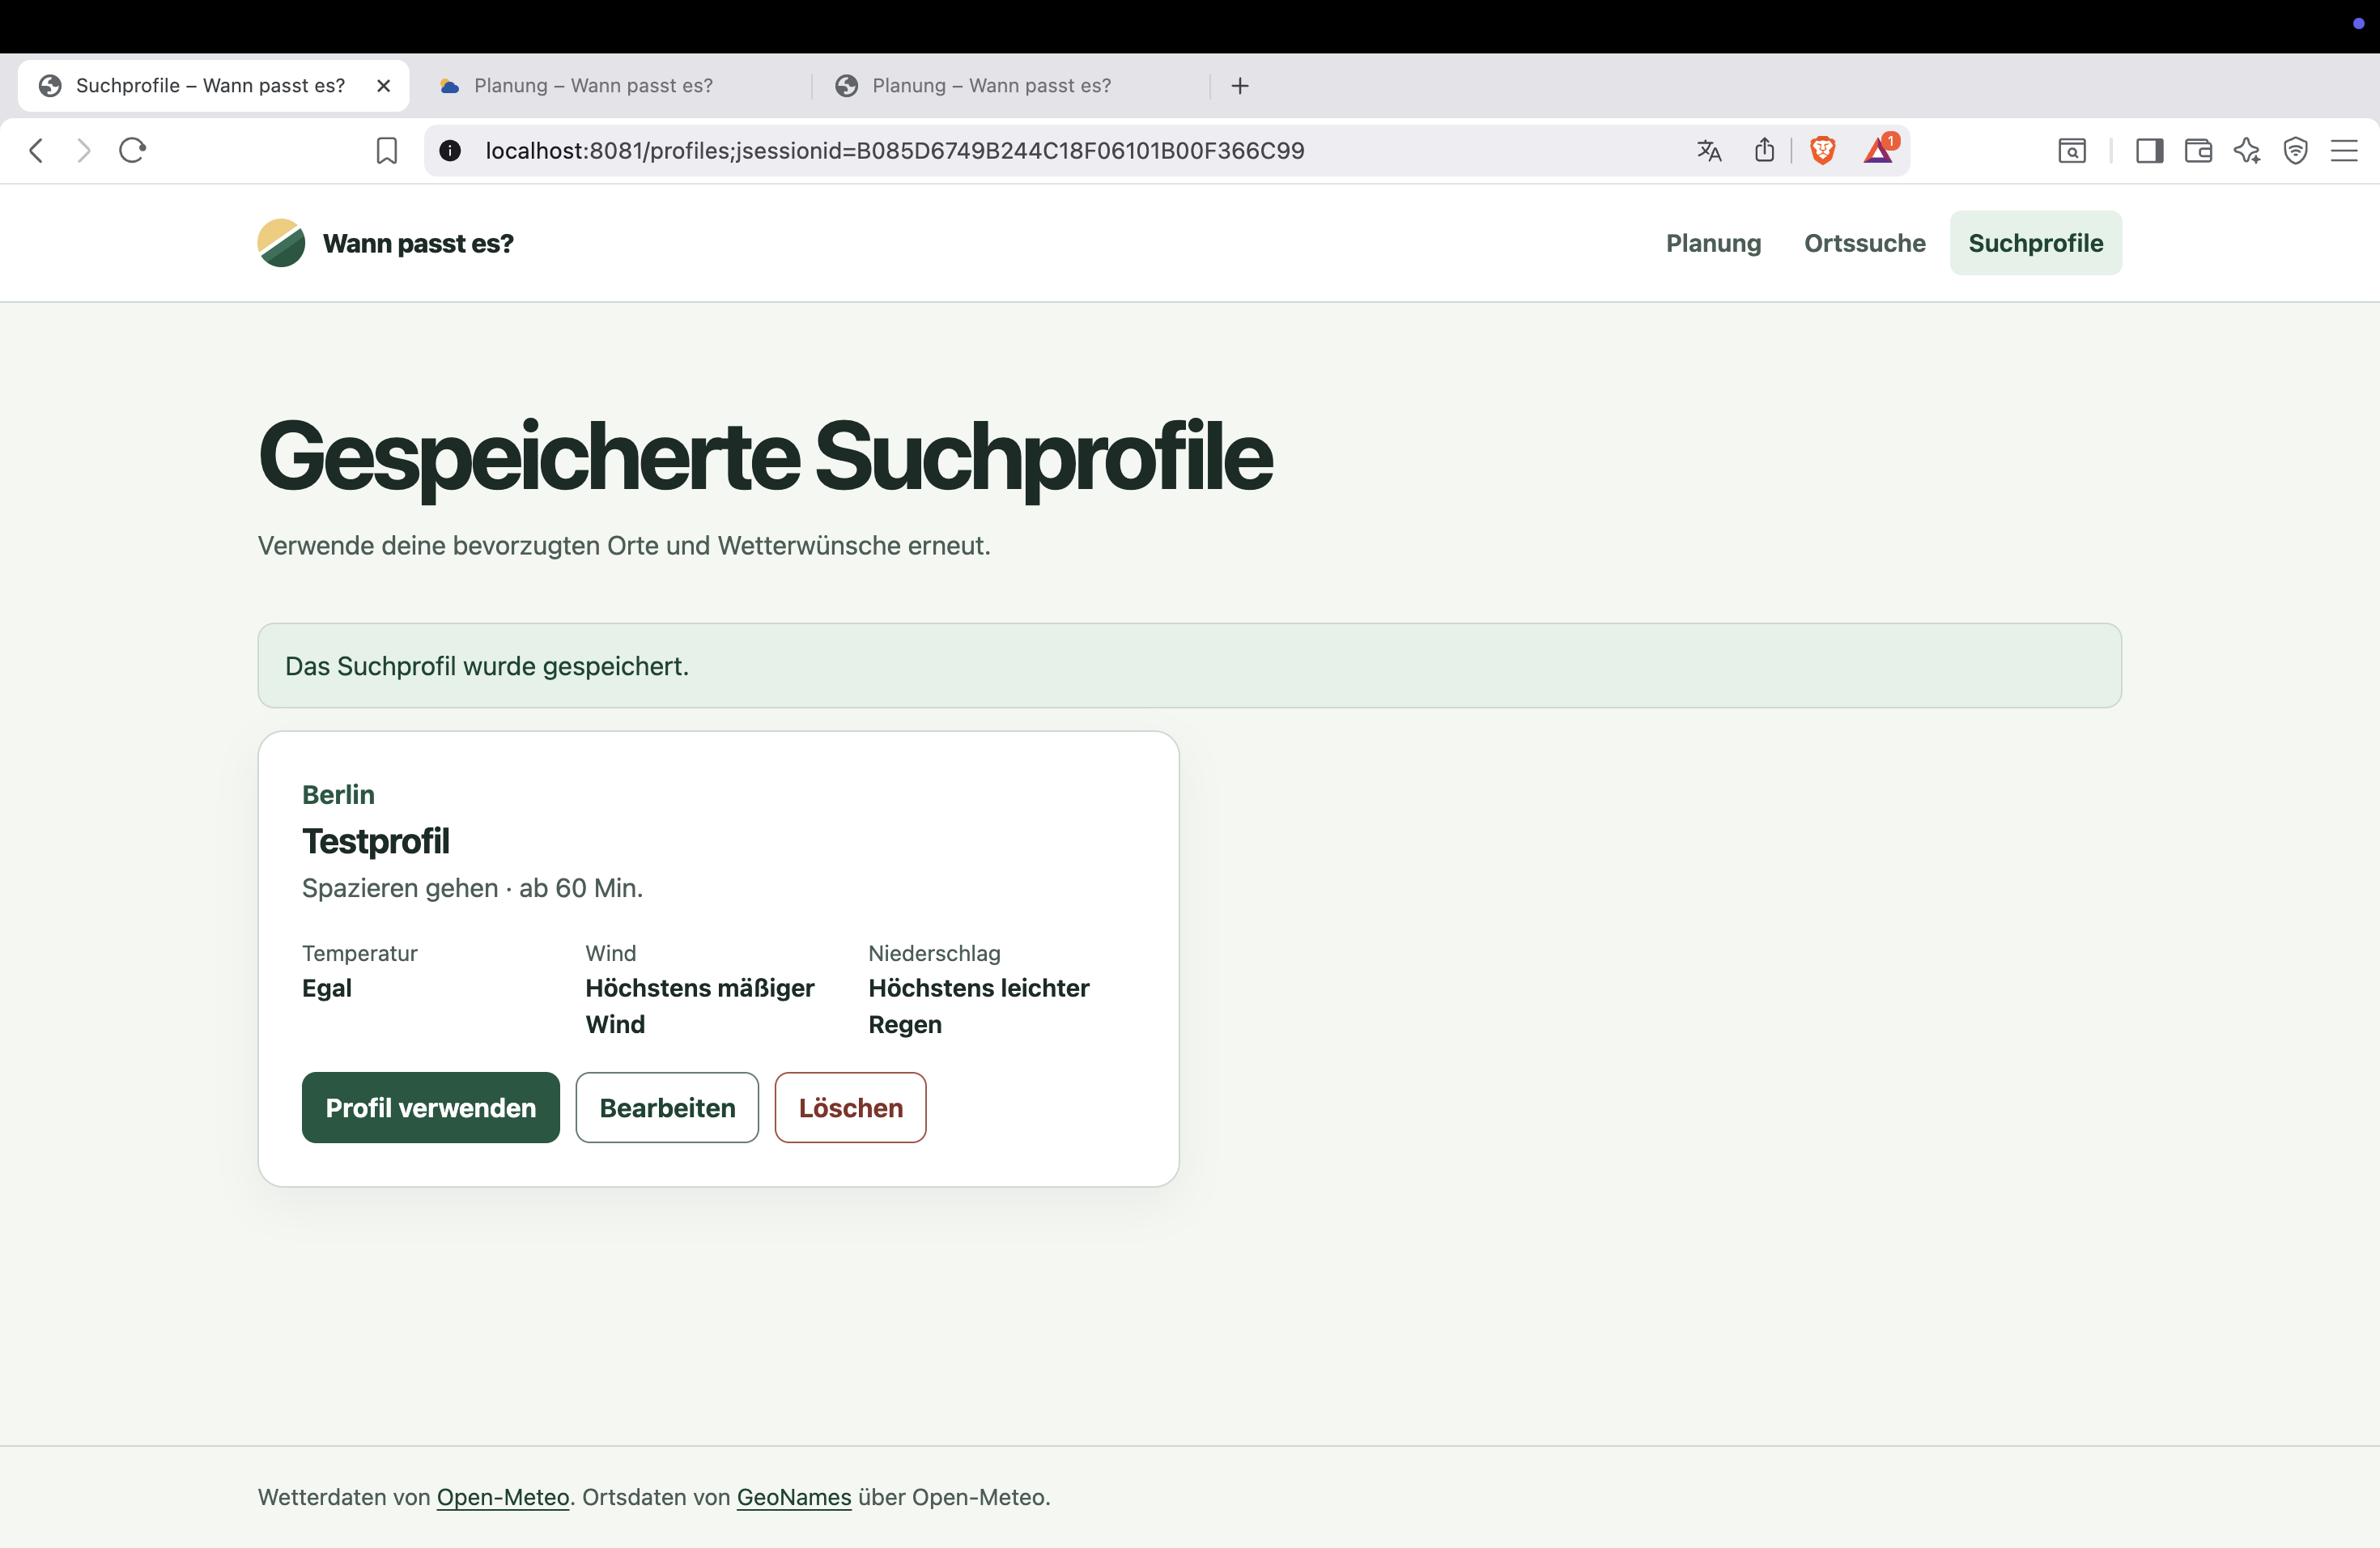 Suchprofile – Wann passt es?
Planung – Wann passt es?
Planung – Wann passt es?
localhost:8081/profiles;jsessionid=B085D6749B244C18F06101B00F366C99
1
Wann passt es?
Planung
Ortssuche
Suchprofile
Gespeicherte Suchprofile
Verwende deine bevorzugten Orte und Wetterwünsche erneut.
Das Suchprofil wurde gespeichert.
Berlin
Testprofil
Spazieren gehen · ab 60 Min.
Temperatur
Egal
Wind
Höchstens mäßiger
Wind
Niederschlag
Höchstens leichter
Regen
Profil verwenden
Bearbeiten
Löschen
Wetterdaten von Open-Meteo. Ortsdaten von GeoNames über Open-Meteo.